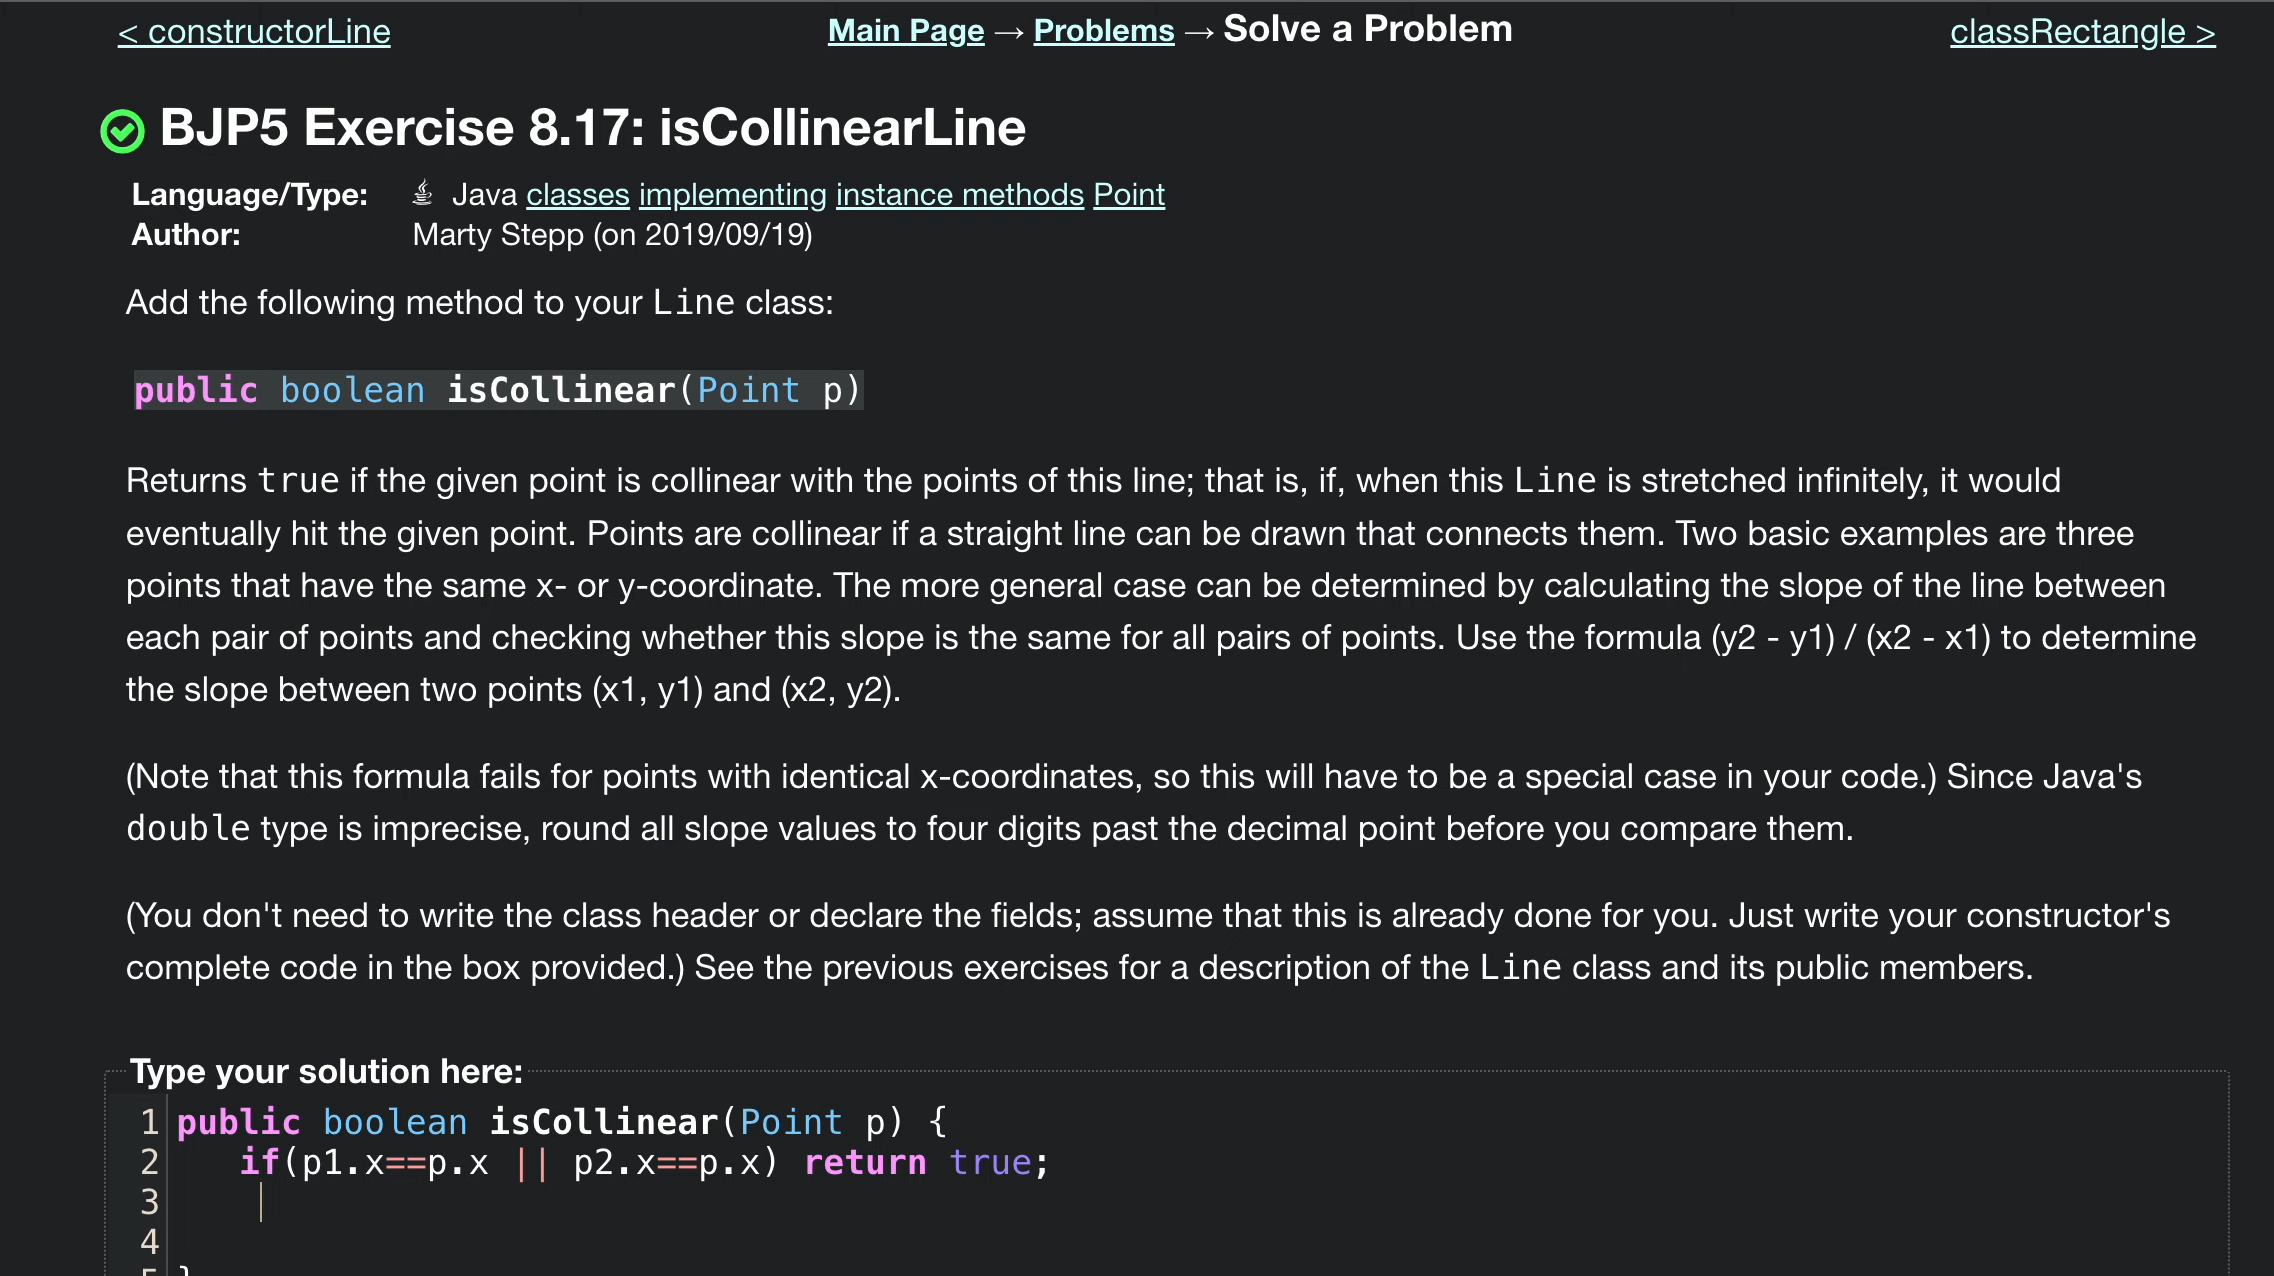 < constructorLine Main Page → Problems → Solve a Problem classRectangle >
BJP5 Exercise 8.17: isCollinearLine
Language/Type: Java classes implementing instance methods Point
Author: Marty Stepp (on 2019/09/19)
Add the following method to your Line class:
public boolean isCollinear(Point p)
Returns true if the given point is collinear with the points of this line; that is, if, when this Line is stretched infinitely, it would
eventually hit the given point. Points are collinear if a straight line can be drawn that connects them. Two basic examples are three
points that have the same x- or y-coordinate. The more general case can be determined by calculating the slope of the line between
each pair of points and checking whether this slope is the same for all pairs of points. Use the formula (y2 - y1) / (x2 - x1) to determine
the slope between two points (x1, y1) and (x2, y2).
(Note that this formula fails for points with identical x-coordinates, so this will have to be a special case in your code.) Since Java's
double type is imprecise, round all slope values to four digits past the decimal point before you compare them.
(You don't need to write the class header or declare the fields; assume that this is already done for you. Just write your constructor's
complete code in the box provided.) See the previous exercises for a description of the Line class and its public members.
Type your solution here:
1 public boolean isCollinear(Point p) {
2 if(p1.x==p.x || p2.x==p.x) return true;
3
4
5 }